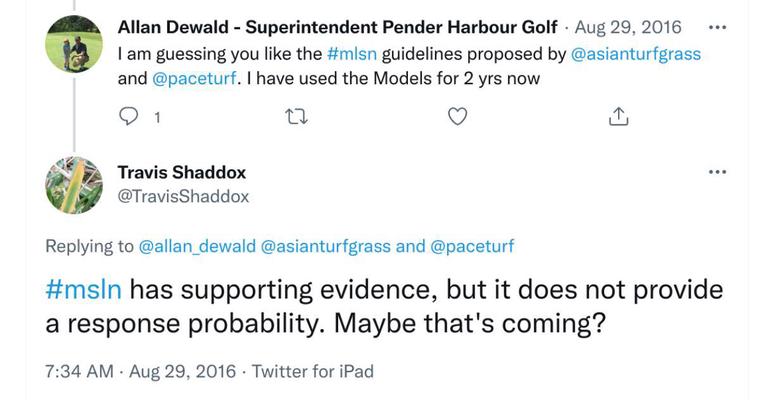 Allan Dewald - Superintendent Pender Harbour Golf · Aug 29, 2016 ···
I am guessing you like the #mlsn guidelines proposed by @asianturfgrass
and @paceturf. I have used the Models for 2 yrs now
1
Travis Shaddox ···
@TravisShaddox
Replying to @allan_dewald @asianturfgrass and @paceturf
#msln has supporting evidence, but it does not provide
a response probability. Maybe that's coming?
7:34 AM · Aug 29, 2016 · Twitter for iPad